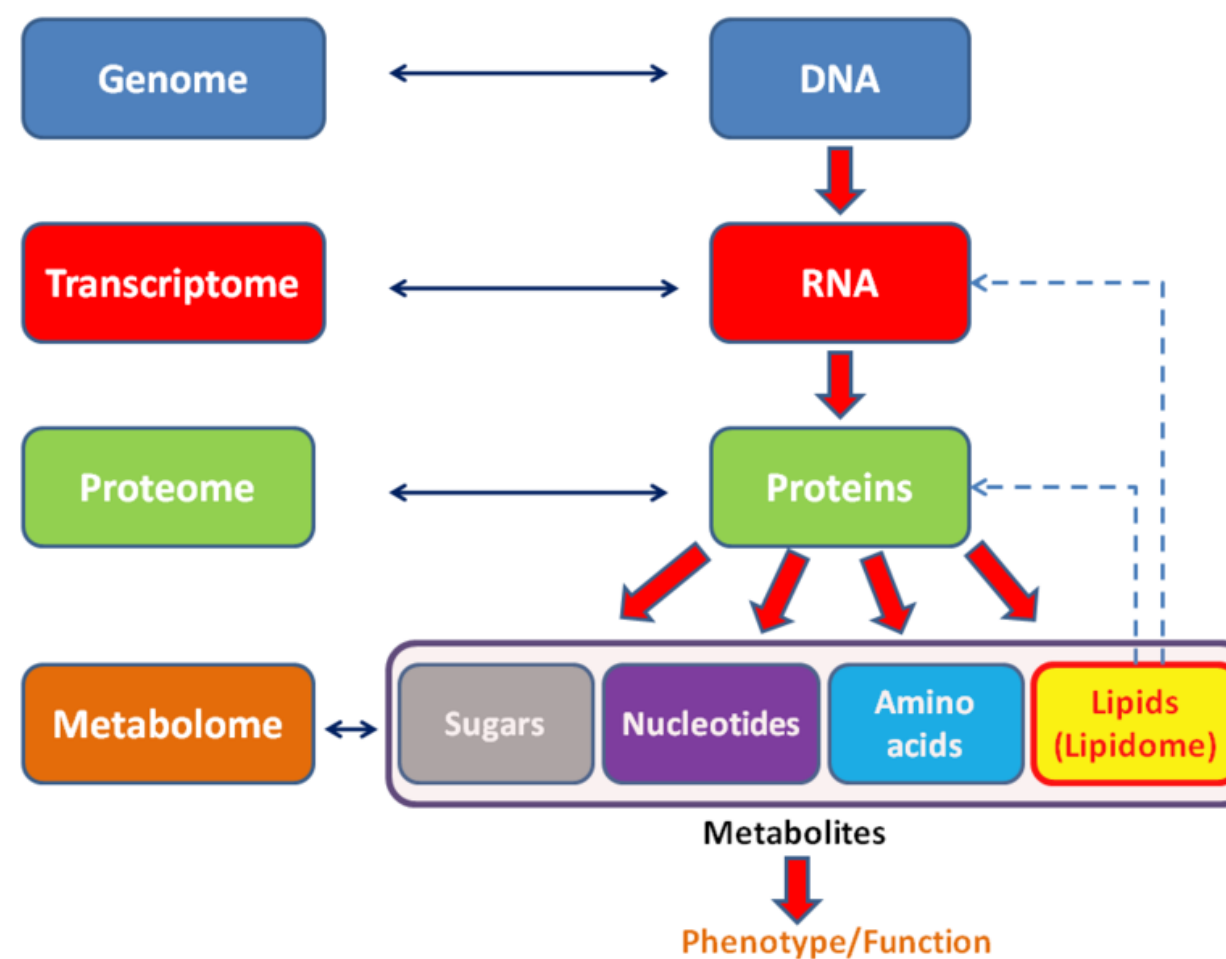 Genome
DNA
Transcriptome
RNA
Proteome
Proteins
Metabolome
Sugars
Nucleotides
Amino
acids
Lipids
(Lipidome)
Metabolites
Phenotype/Function